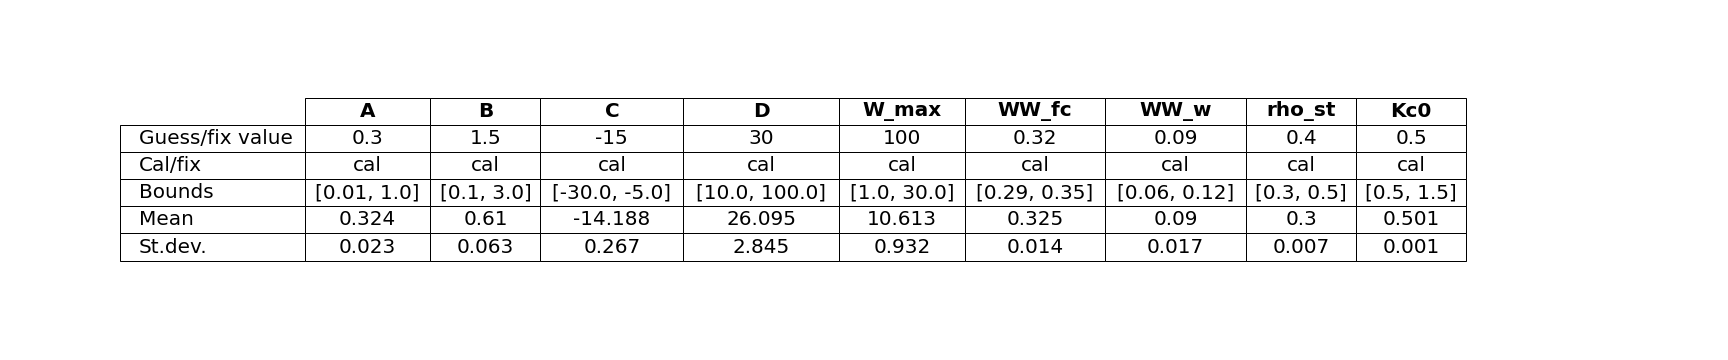 A B C D W_max WW_fc WW_w rho_st Kc0
Guess/fix value 0.3 1.5 -15 30 100 0.32 0.09 0.4 0.5
Cal/fix cal cal cal cal cal cal cal cal cal
Bounds [0.01, 1.0] [0.1, 3.0] [-30.0, -5.0] [10.0, 100.0] [1.0, 30.0] [0.29, 0.35] [0.06, 0.12] [0.3, 0.5] [0.5, 1.5]
Mean 0.324 0.61 -14.188 26.095 10.613 0.325 0.09 0.3 0.501
St.dev. 0.023 0.063 0.267 2.845 0.932 0.014 0.017 0.007 0.001